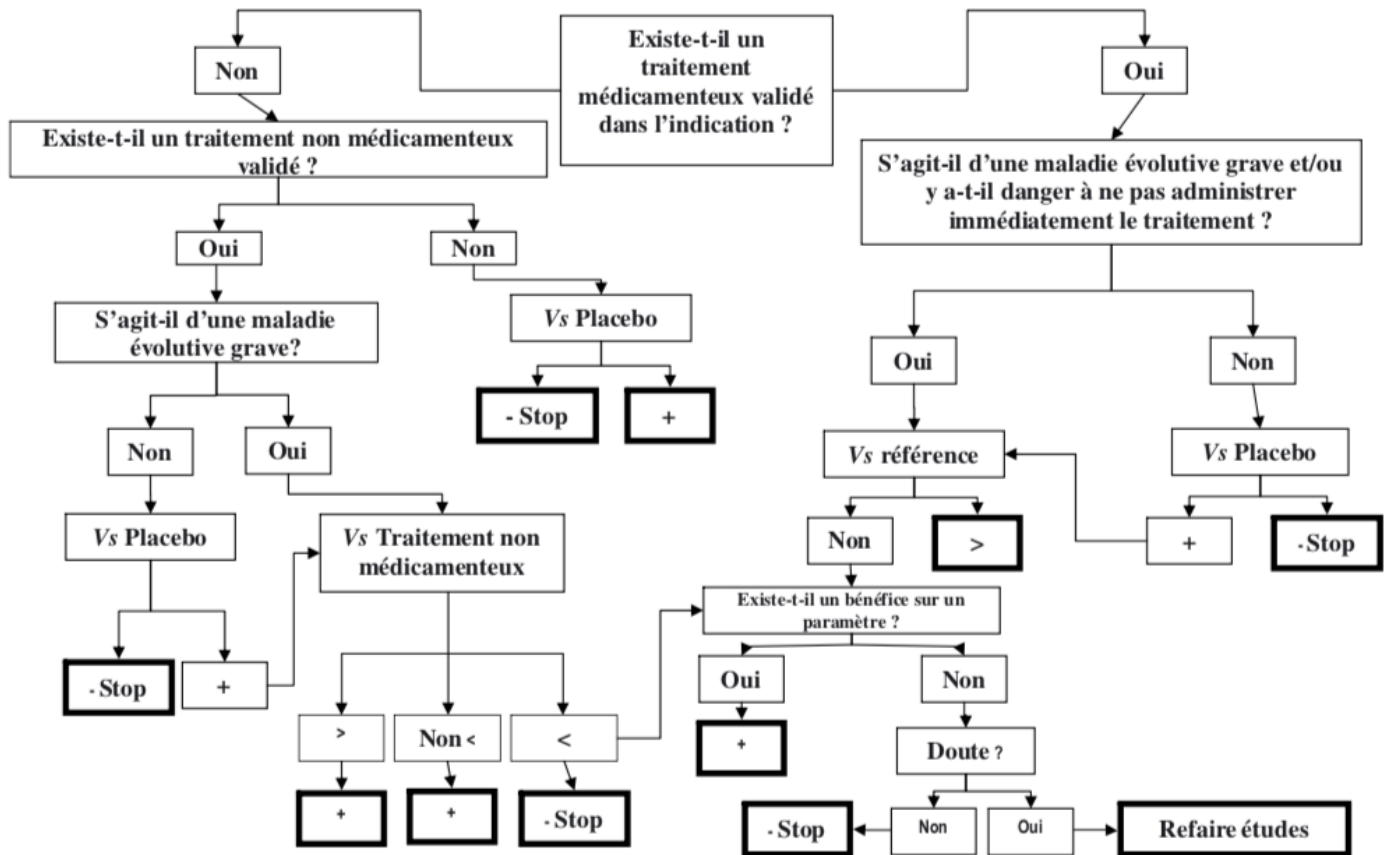 Existe-t-il un
traitement
médicamenteux validé
dans l'indication ?
Non
Oui
Existe-t-il un traitement non médicamenteux
validé ?
S'agit-il d'une maladie évolutive grave et/ou
y a-t-il danger à ne pas administrer
immédiatement le traitement ?
Oui
Non
S'agit-il d'une maladie
évolutive grave?
Vs Placebo
- Stop
+
Non
Oui
Vs Placebo
Vs Traitement non
médicamenteux
- Stop
+
>
Non <
<
+
+
- Stop
Oui
Non
Vs référence
Vs Placebo
Non
>
+
- Stop
Existe-t-il un bénéfice sur un
paramètre ?
Oui
Non
+
Doute ?
- Stop
Non
Oui
Refaire études